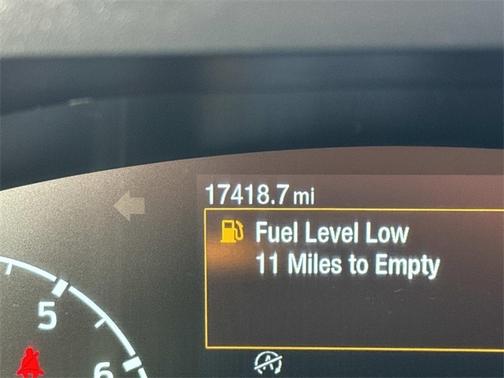 17418.7 mi
Fuel Level Low
11 Miles to Empty
5
6